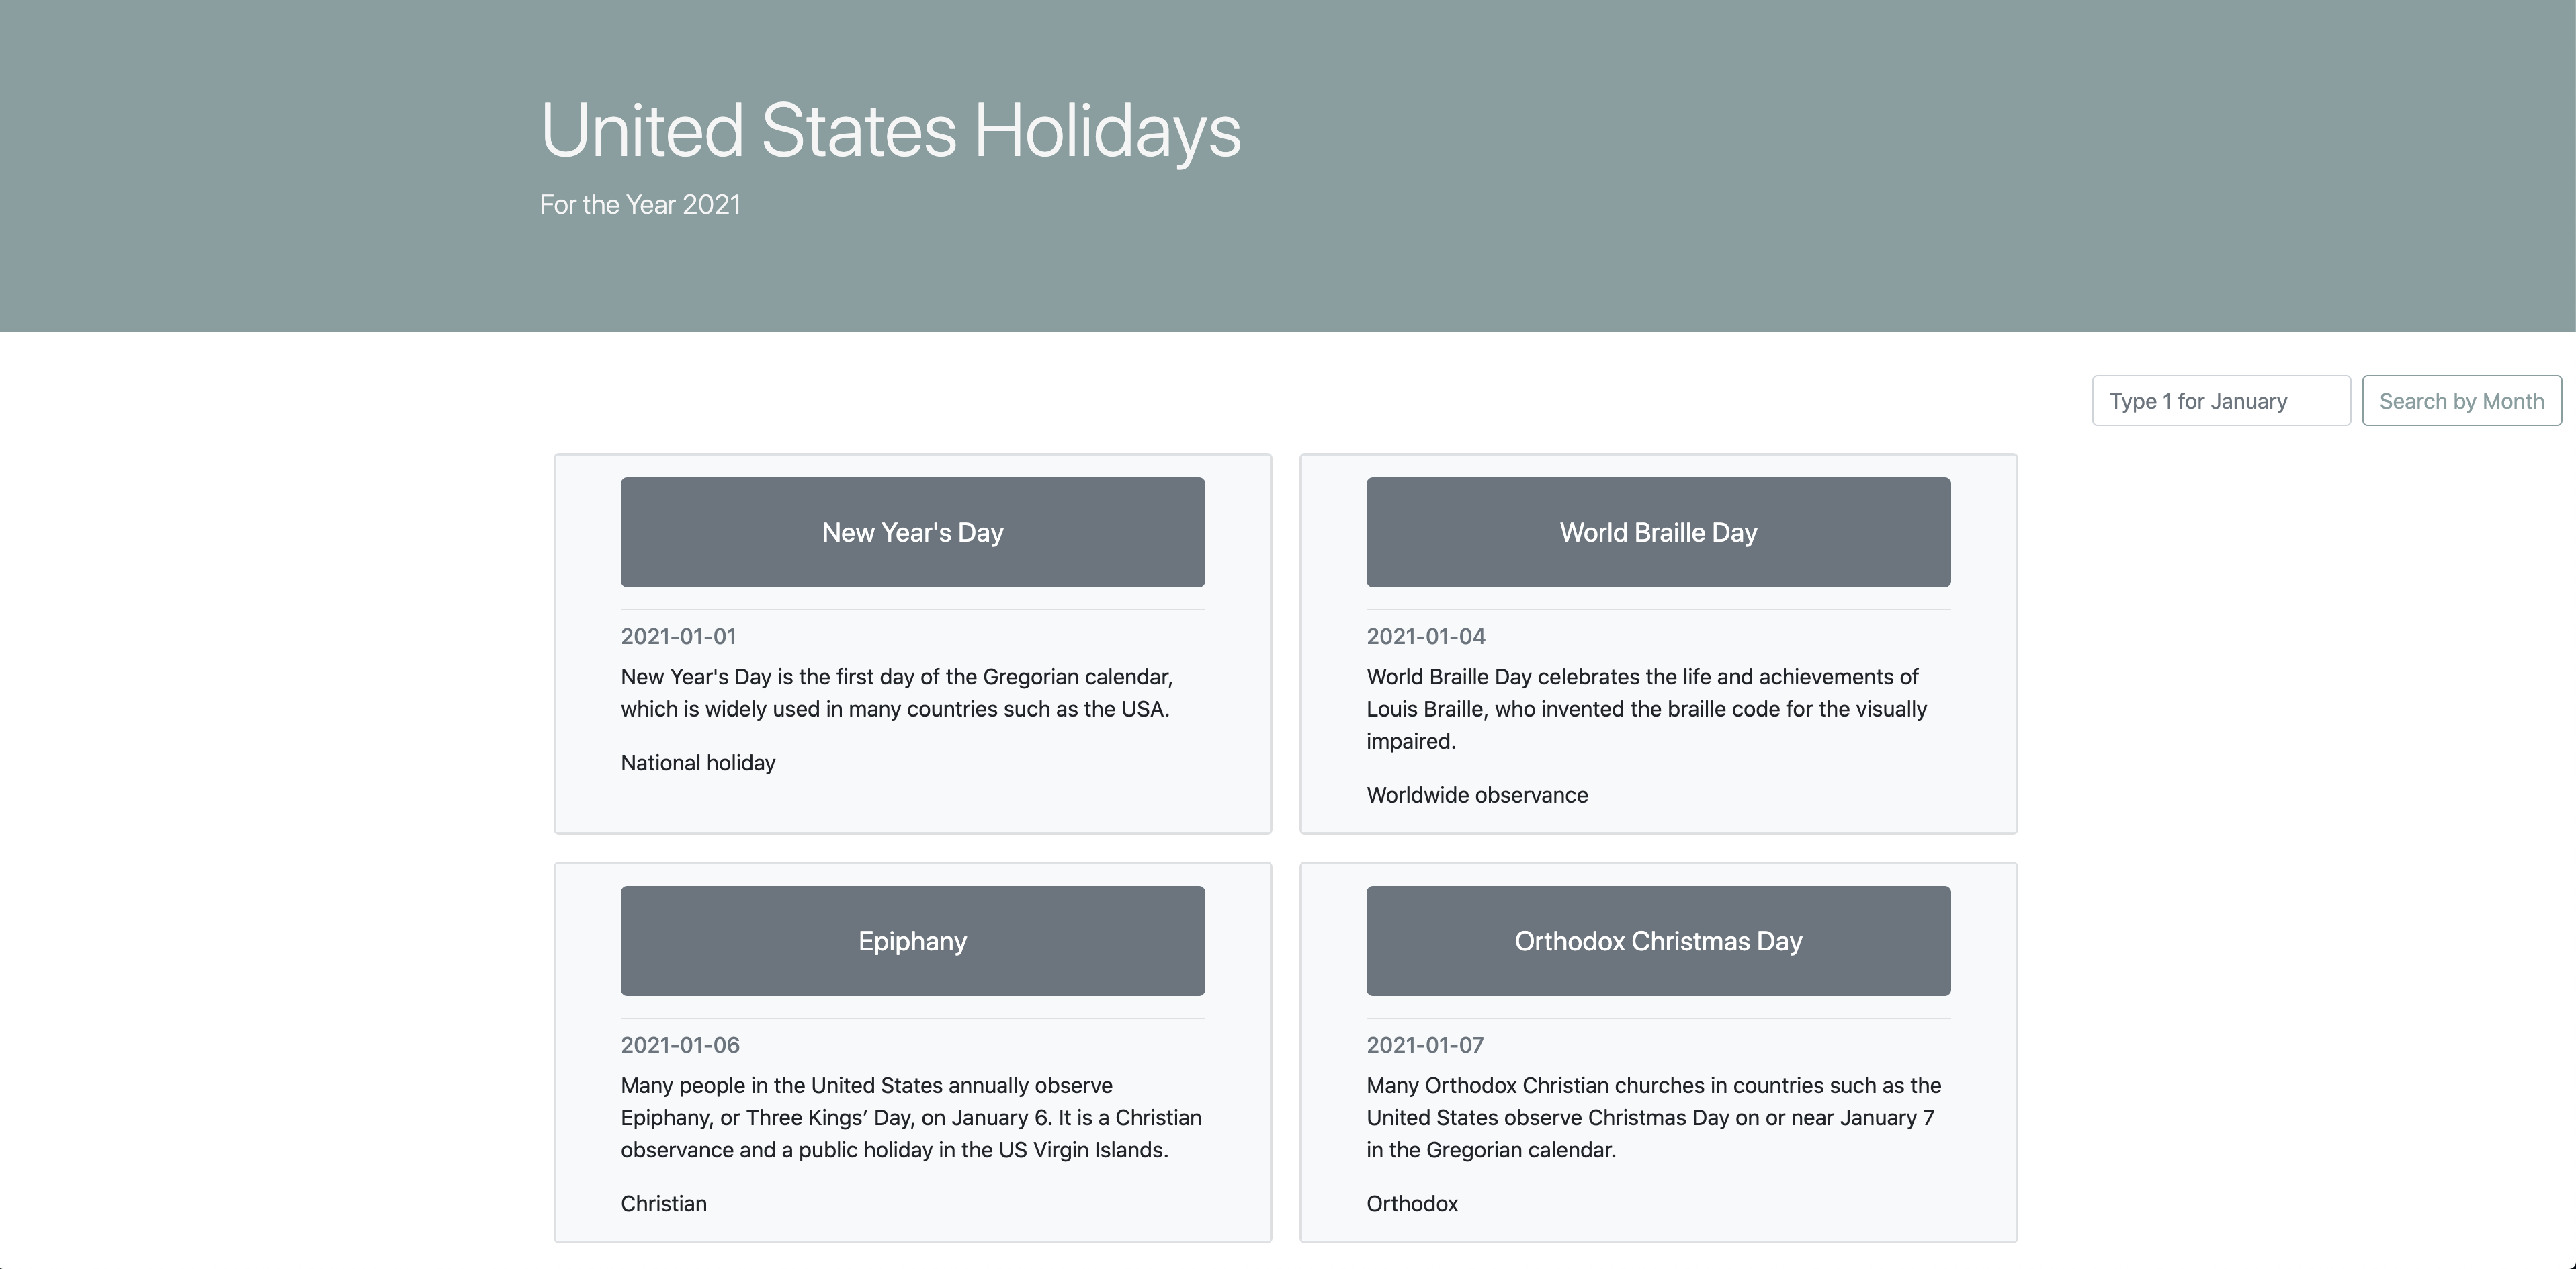 United States Holidays
For the Year 2021
Type 1 for January
Search by Month
New Year's Day
2021-01-01
New Year's Day is the first day of the Gregorian calendar,
which is widely used in many countries such as the USA.
National holiday
World Braille Day
2021-01-04
World Braille Day celebrates the life and achievements of
Louis Braille, who invented the braille code for the visually
impaired.
Worldwide observance
Epiphany
2021-01-06
Many people in the United States annually observe
Epiphany, or Three Kings’ Day, on January 6. It is a Christian
observance and a public holiday in the US Virgin Islands.
Christian
Orthodox Christmas Day
2021-01-07
Many Orthodox Christian churches in countries such as the
United States observe Christmas Day on or near January 7
in the Gregorian calendar.
Orthodox